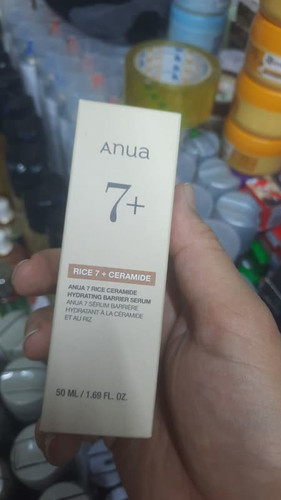 Anua
7+
RICE 7 + CERAMIDE
ANUA 7 RICE CERAMIDE
HYDRATING BARRIER SERUM
ANUA 7 SÉRUM BARRIÈRE
HYDRATANT À LA CÉRAMIDE
ET AU RIZ
50 ML / 1.69 FL. OZ.